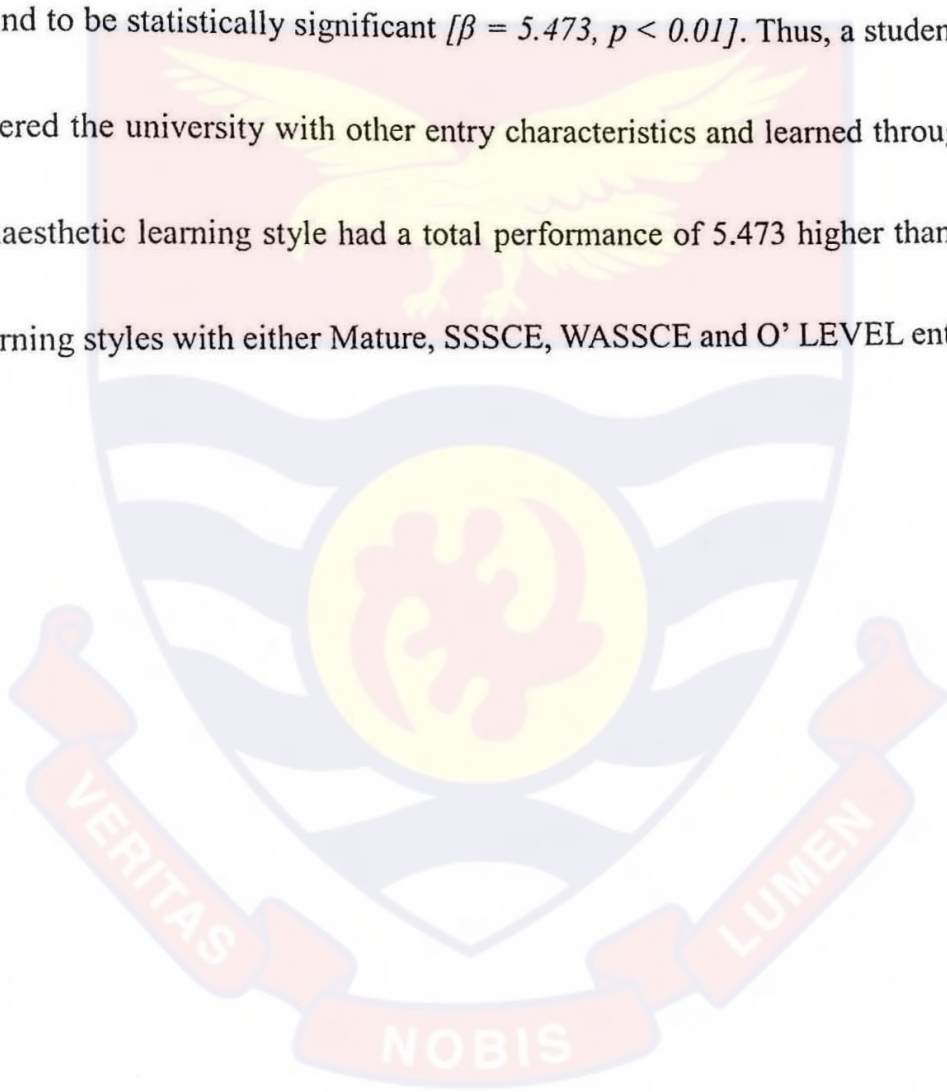 nd to be statistically significant [β = 5.473, p < 0.01]. Thus, a studen
ered the university with other entry characteristics and learned throu
aesthetic learning style had a total performance of 5.473 higher than
rning styles with either Mature, SSSCE, WASSCE and O’ LEVEL ent
VERITAS
NOBIS
LUMEN